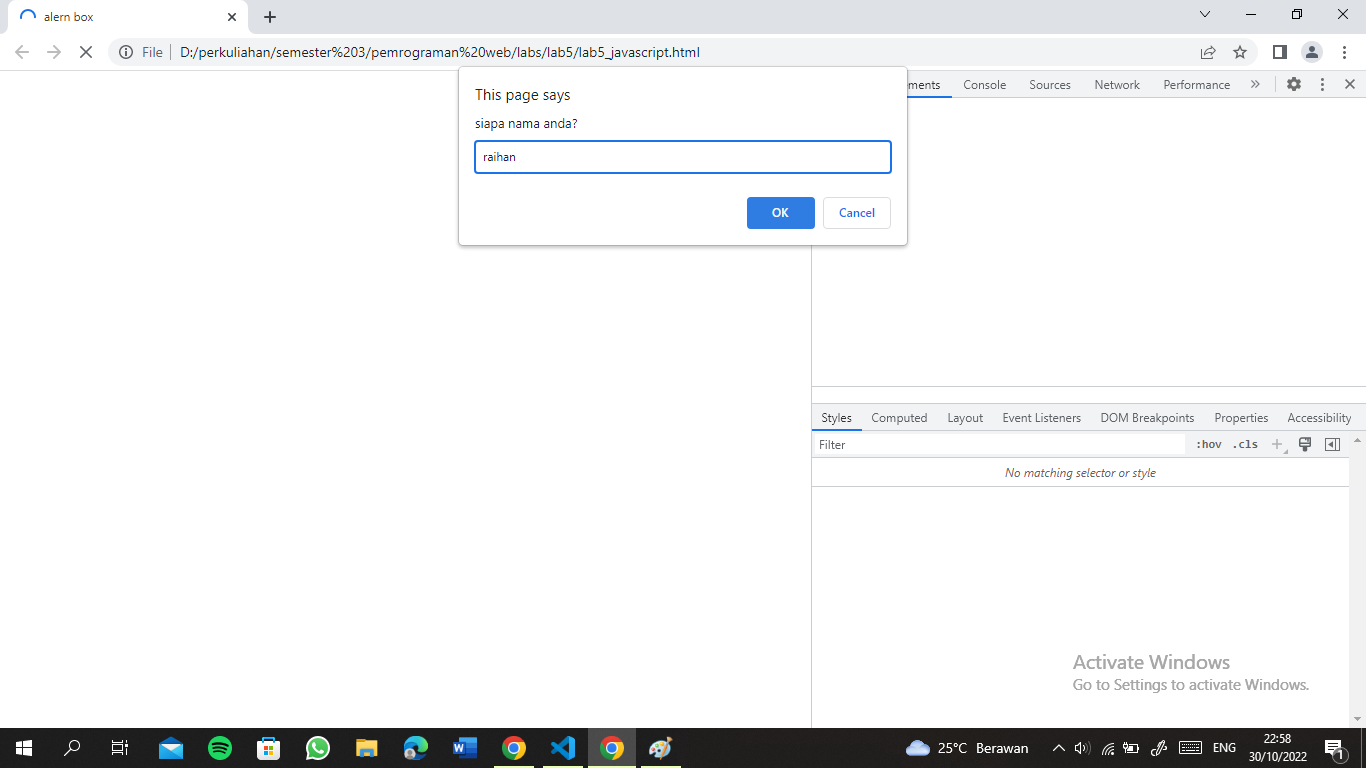 alern box
File
D:/perkuliahan/semester%203/pemrograman%20web/labs/lab5/lab5_javascript.html
This page says
siapa nama anda?
raihan
OK
Cancel
ments
Console
Sources
Network
Performance
Styles
Computed
Layout
Event Listeners
DOM Breakpoints
Properties
Accessibility
Filter
:hov
.cls
No matching selector or style
Activate Windows
Go to Settings to activate Windows.
25°C Berawan
ENG
22:58
30/10/2022
1